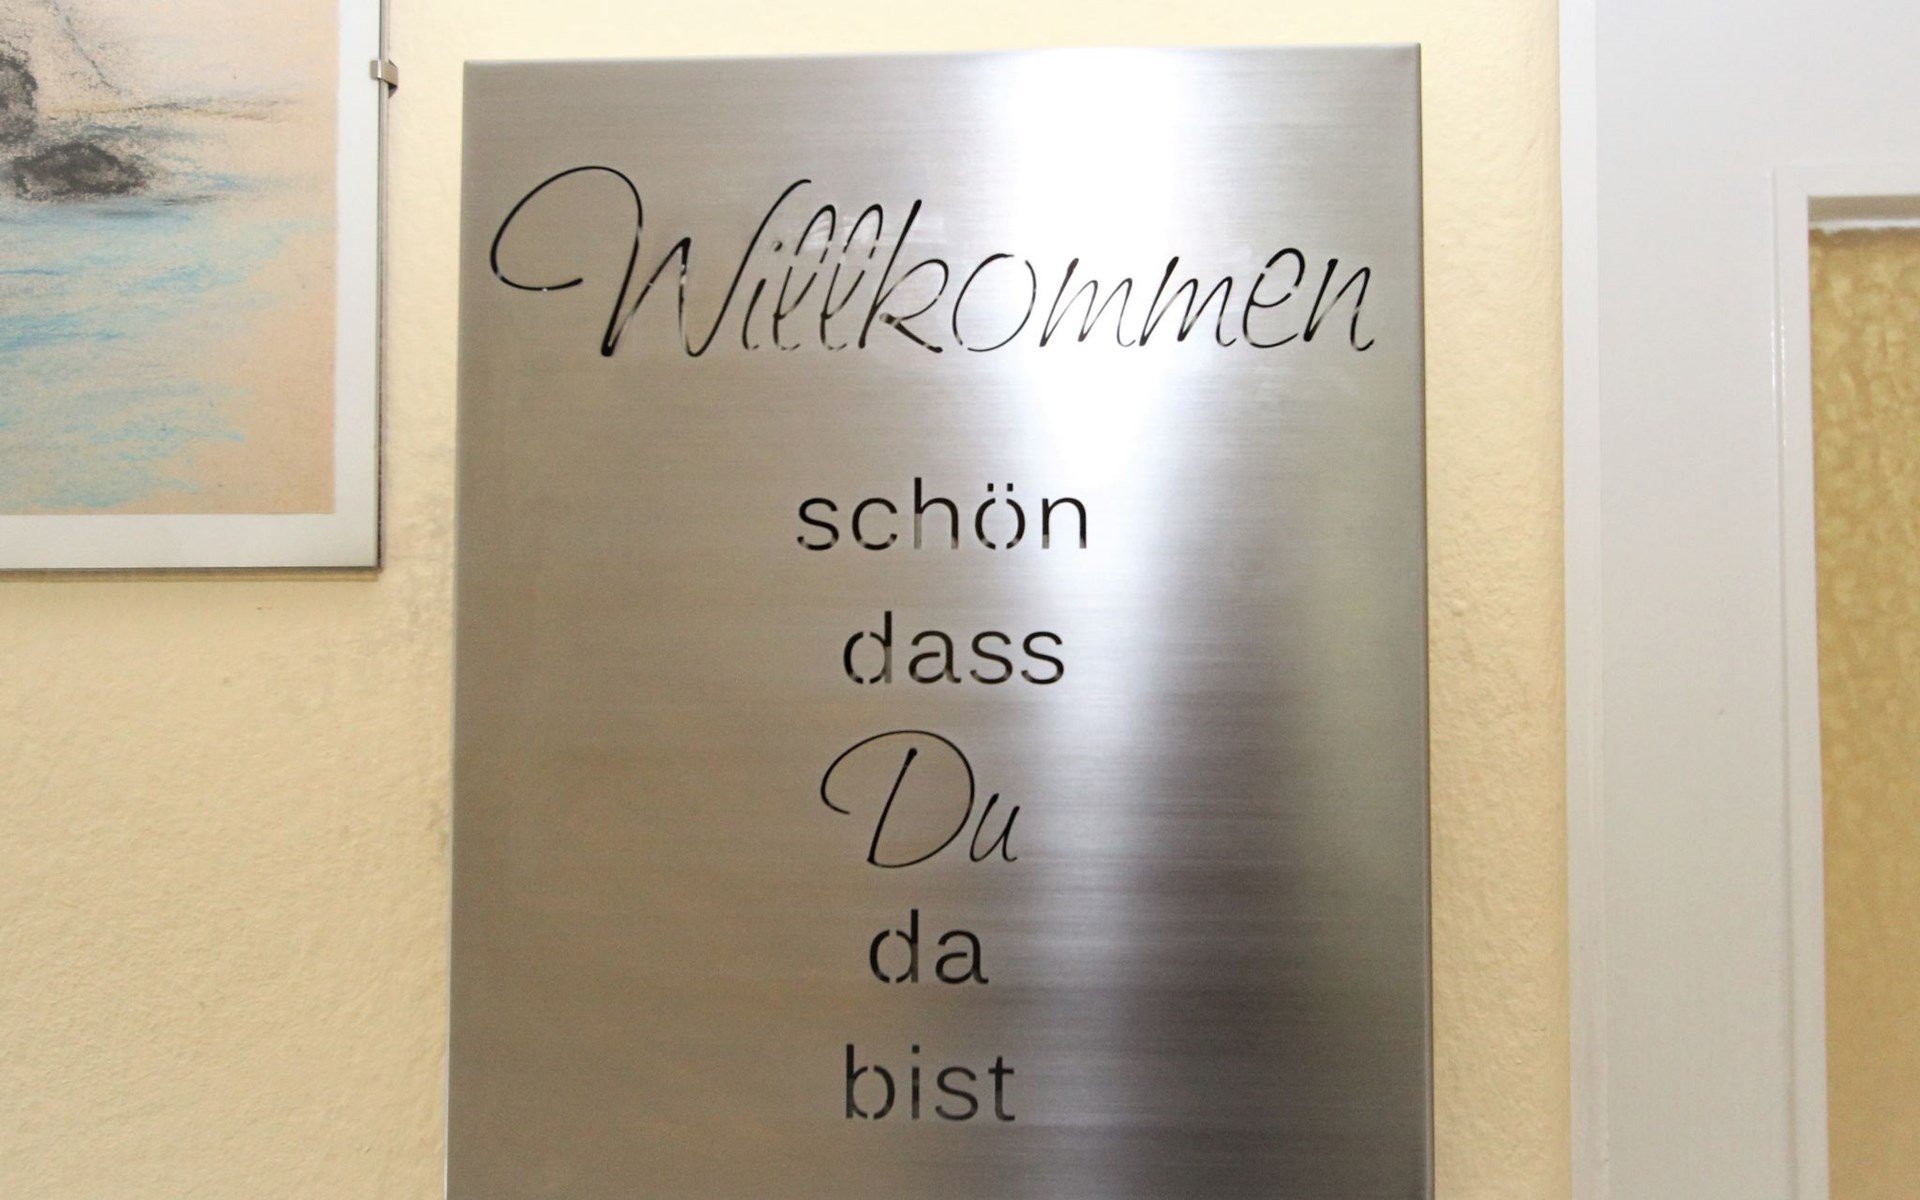 Willkommen
schön
dass
Du
da
bist